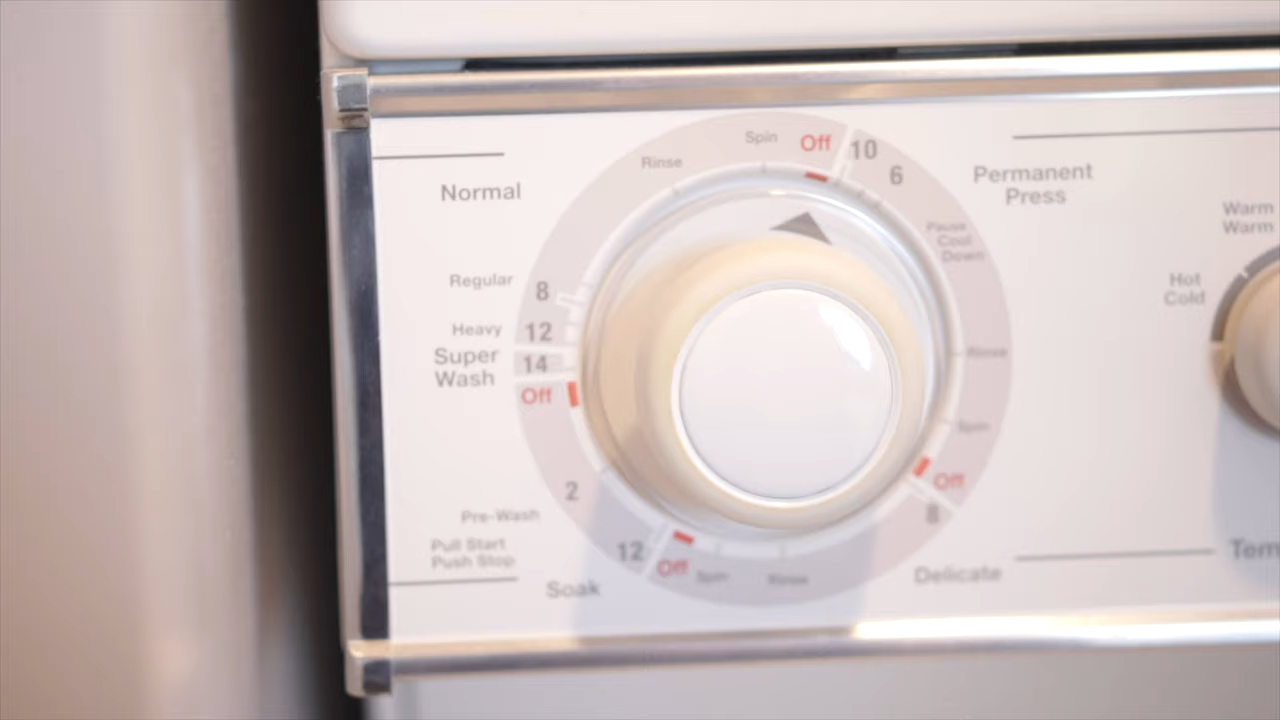 Spin
Off
10
Rinse
6
Normal
Permanent
Press
Warm
Warm
Pause
Cool
Down
Regular
8
Hot
Cold
Heavy
12
Super
Wash
14
Rinse
Off
Spin
Off
2
8
Pre-Wash
Pull Start
Push Stop
12
Off
Spin
Rinse
Delicate
Soak